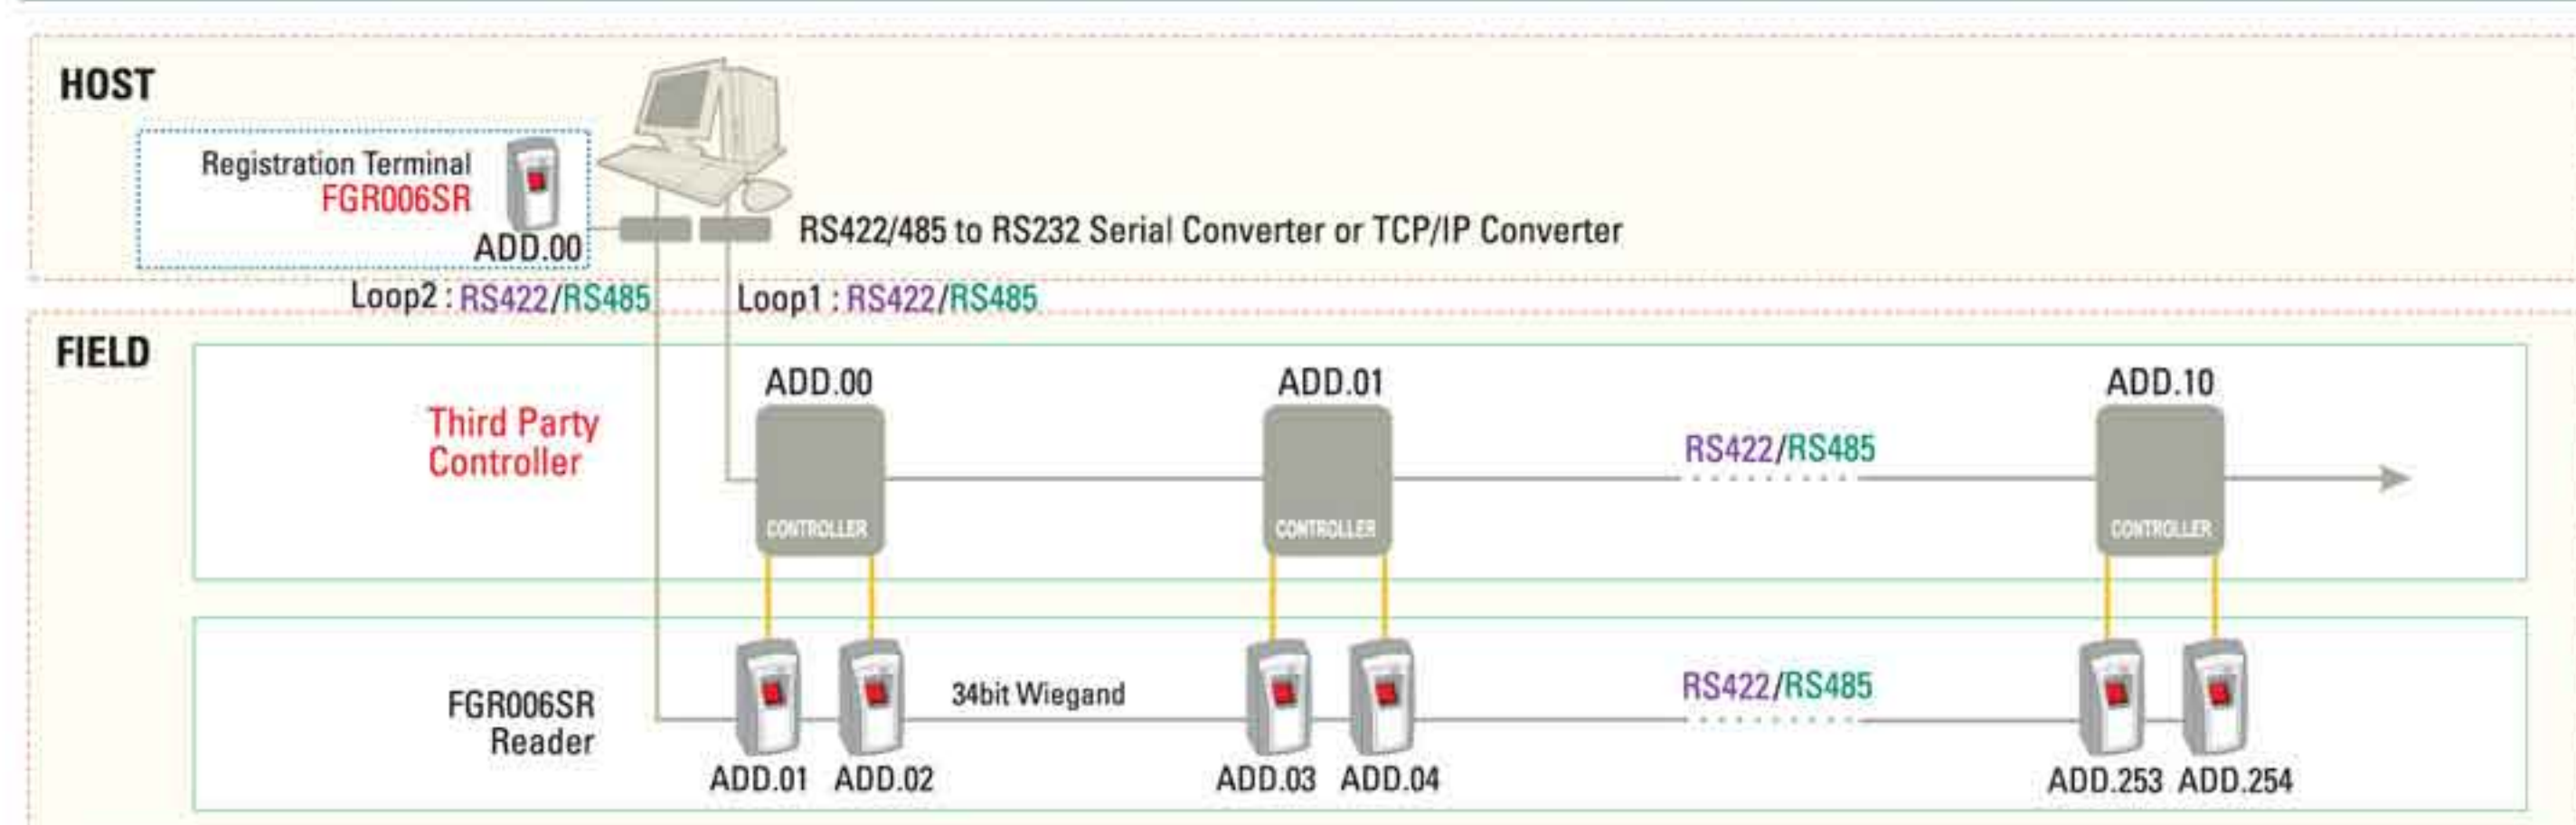 HOST
Registration Terminal
FGR006SR
ADD.00
RS422/485 to RS232 Serial Converter or TCP/IP Converter
Loop2 : RS422/RS485
Loop1 : RS422/RS485
FIELD
ADD.00
ADD.01
ADD.10
Third Party
Controller
RS422/RS485
CONTROLLER
CONTROLLER
CONTROLLER
FGR006SR
Reader
34bit Wiegand
RS422/RS485
ADD.01
ADD.02
ADD.03
ADD.04
ADD.253
ADD.254